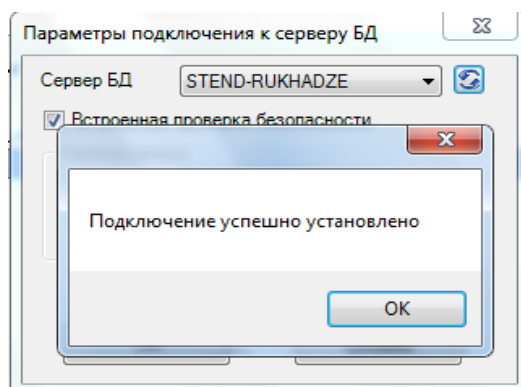 Параметры подключения к серверу БД
Сервер БД STEND-RUKHADZE
Встроенная проверка безопасности
Подключение успешно установлено
OK